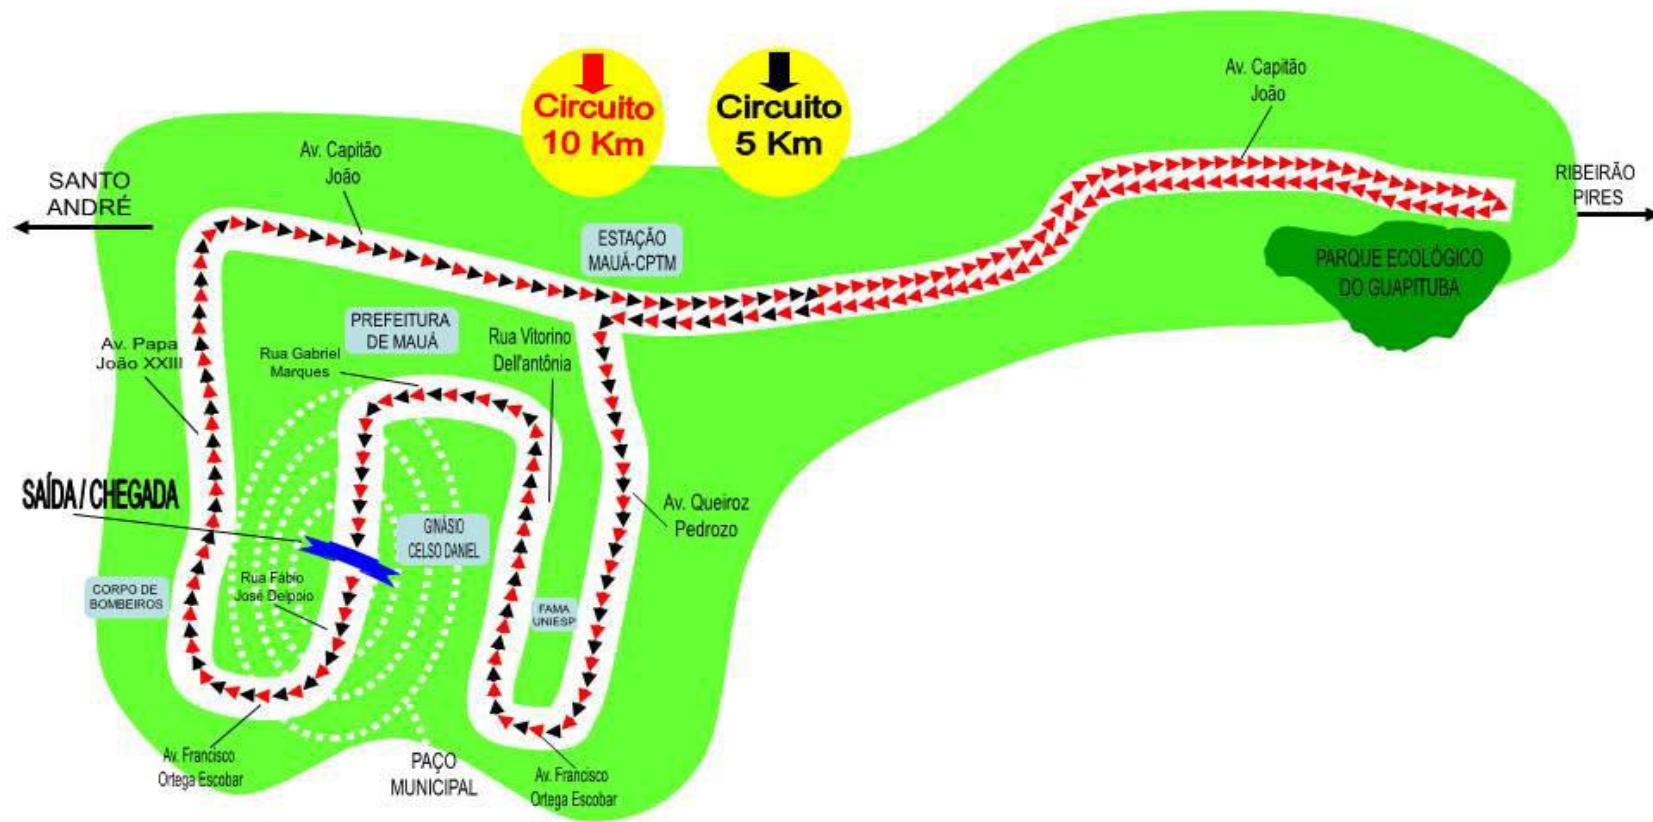 Circuito
10 Km
Circuito
5 Km
Av. Capitão
João
Av. Capitão
João
SANTO
ANDRÉ
RIBEIRÃO
PIRES
ESTAÇÃO
MAUÁ-CPTM
PARQUE ECOLÓGICO
DO GUAPITUBA
PREFEITURA
DE MAUÁ
Rua Vitorino
Dell'antônia
Av. Papa
João XXIII
Rua Gabriel
Marques
SAÍDA / CHEGADA
Av. Queiroz
Pedrozo
GINÁSIO
CELSO DANIEL
CORPO DE
BOMBEIROS
Rua Fábio
José Delpoio
FAMA
UNIESP
Av. Francisco
Ortega Escobar
PAÇO
MUNICIPAL
Av. Francisco
Ortega Escobar